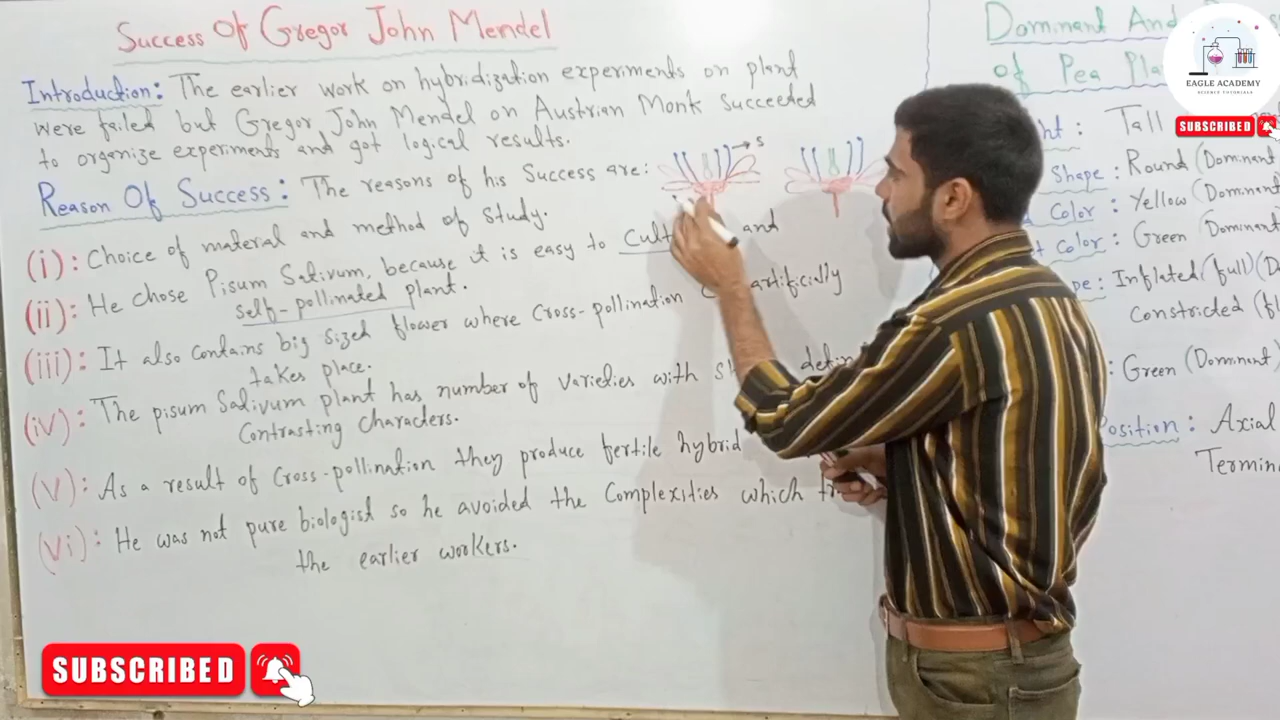 Success Of Gregor John Mendel
Introduction: The earlier work on hybridization experiments on plant
were failed but Gregor John Mendel on Austrian Monk Succeeded
to organize experiments and got logical results.
Reason Of Success: The reasons of his Success are:
S
(i): Choice of material and method of Study.
(ii): He chose Pisum Sativum, because it is easy to and
self-pollinated plant.
(iii): It also contains big sized flower where Cross-pollination artificially
takes place.
(iv): The pisum Sativum plant has number of varieties with
Contrasting Characters.
(v): As a result of Cross-pollination they produce fertile hybrid
(vi): He was not pure biologist so he avoided the Complexities which
the earlier workers.
Dominant And
of Pea
Tall
Shape: Round (Dominant
Color: Yellow (Dominant
Color: Green (Dominant
Inflated (full) (D
Constricted (f
: Green (Dominant)
Position: Axial
Termin
EAGLE ACADEMY
SCIENCE TUTORIALS
SUBSCRIBED
SUBSCRIBED